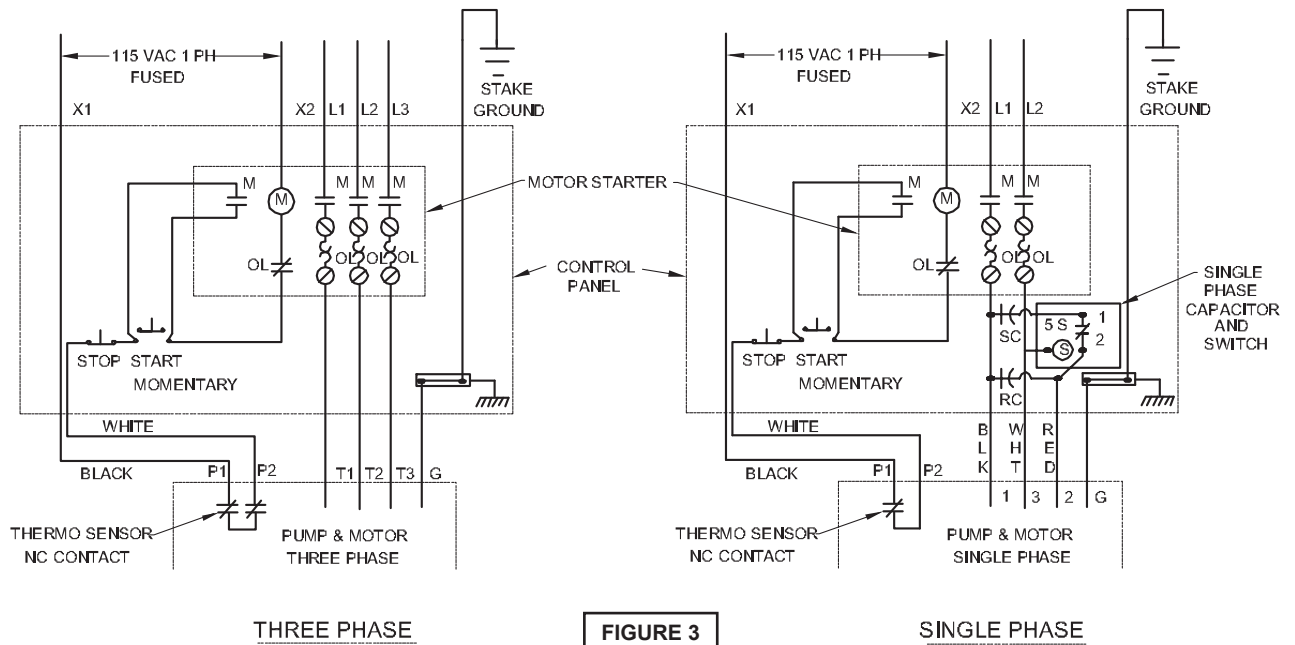 115 VAC 1 PH
FUSED
STAKE
GROUND
X1
X2 L1 L2 L3
M
M
M M M
OL
OL OL OL
STOP START
MOMENTARY
WHITE
BLACK
P1 P2
T1 T2 T3 G
THERMO SENSOR
NC CONTACT
PUMP & MOTOR
THREE PHASE
THREE PHASE
MOTOR STARTER
CONTROL
PANEL
FIGURE 3
115 VAC 1 PH
FUSED
STAKE
GROUND
X1
X2 L1 L2
M
M
M M
OL
OL OL
SINGLE
PHASE
CAPACITOR
AND
SWITCH
SC
5 S
1
2
S
RC
STOP START
MOMENTARY
WHITE
BLACK
P1 P2
BLK
WHT
RED
1 3 2 G
THERMO SENSOR
NC CONTACT
PUMP & MOTOR
SINGLE PHASE
SINGLE PHASE